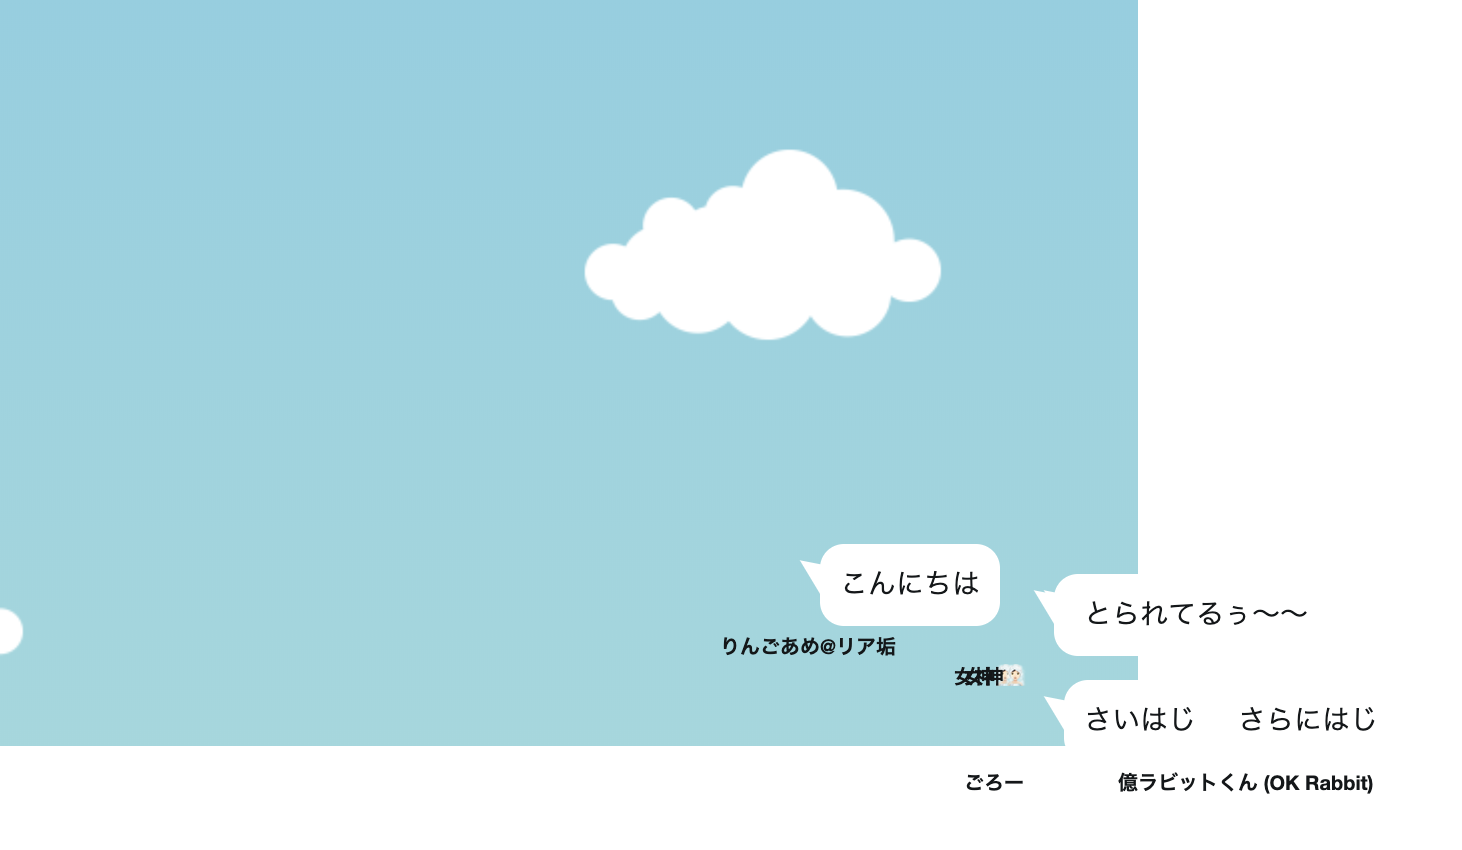 こんにちは
とられてるぅ〜〜
りんごあめ@リア垢
女神
さいはじ
さらにはじ
ごろー
億ラビットくん (OK Rabbit)